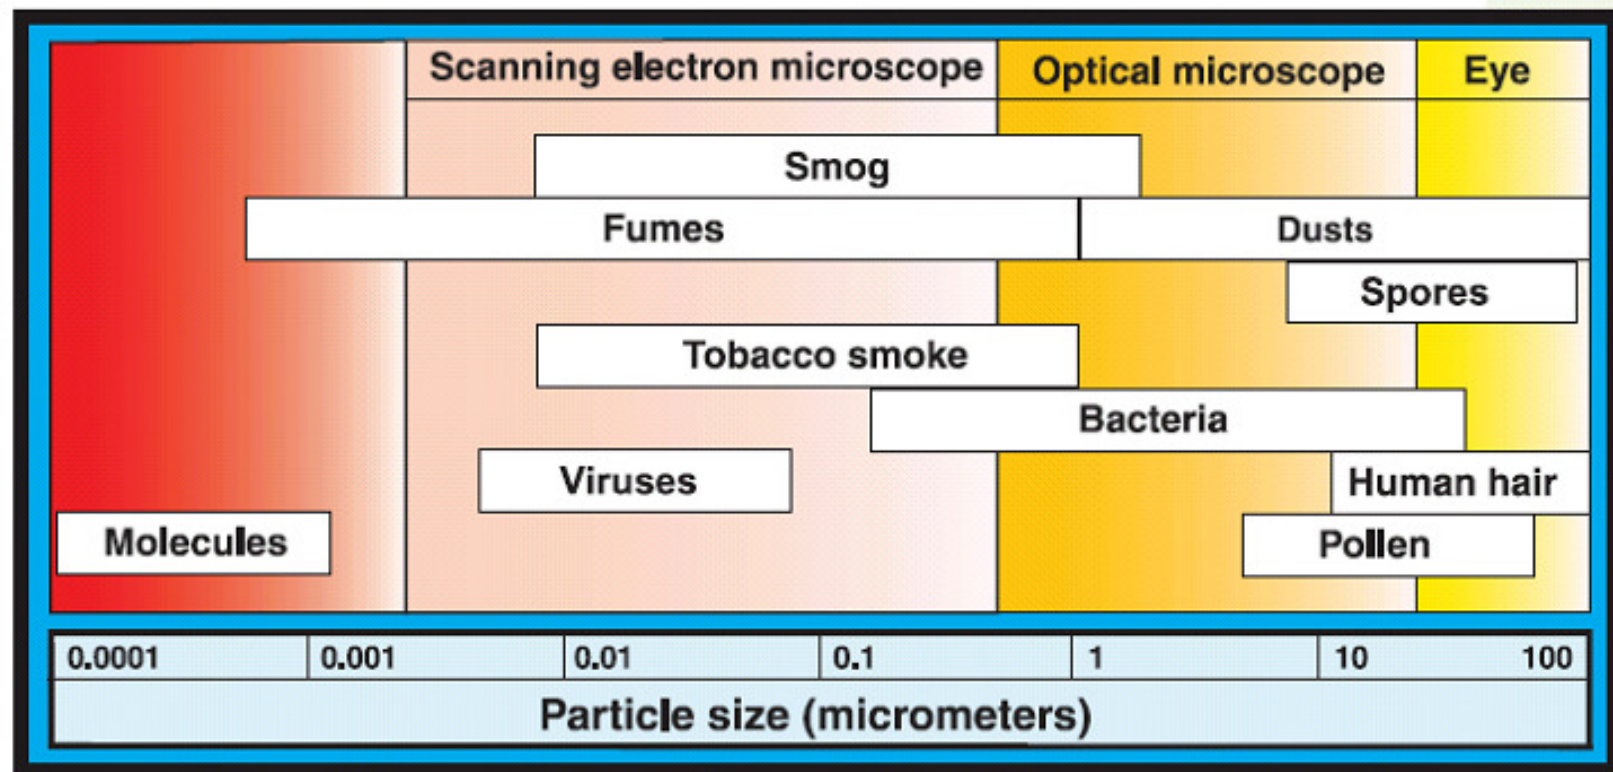 Scanning electron microscope
Optical microscope
Eye
Smog
Fumes
Dusts
Spores
Tobacco smoke
Bacteria
Viruses
Human hair
Molecules
Pollen
0.0001 0.001 0.01 0.1 1 10 100
Particle size (micrometers)